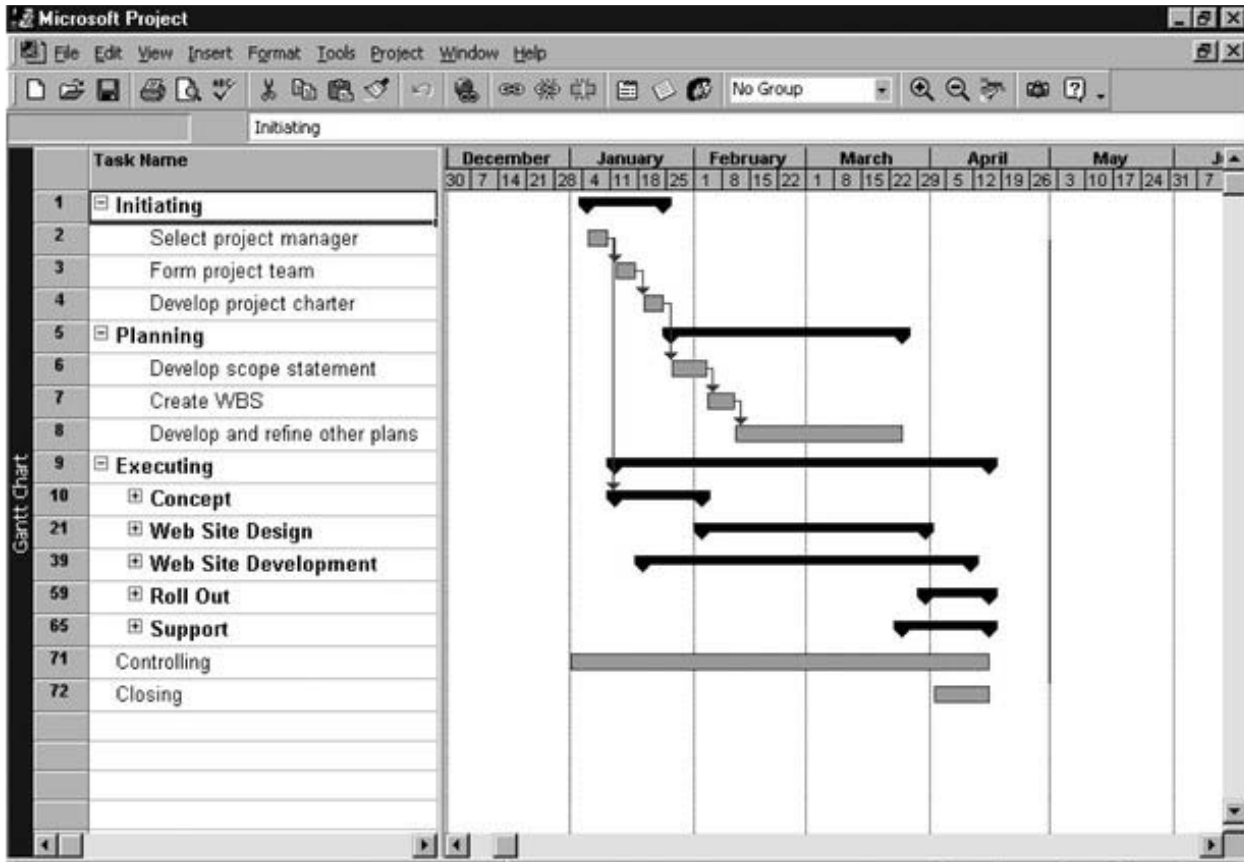 Microsoft Project
File Edit View Insert Format Tools Project Window Help
ABC No Group
Initiating
Task Name December January February March April May J
30 7 14 21 28 4 11 18 25 1 8 15 22 1 8 15 22 29 5 12 19 26 3 10 17 24 31 7
1 Initiating
2 Select project manager
3 Form project team
4 Develop project charter
5 Planning
6 Develop scope statement
7 Create WBS
8 Develop and refine other plans
9 Executing
10 Concept
21 Web Site Design
39 Web Site Development
59 Roll Out
65 Support
71 Controlling
72 Closing
Gantt Chart